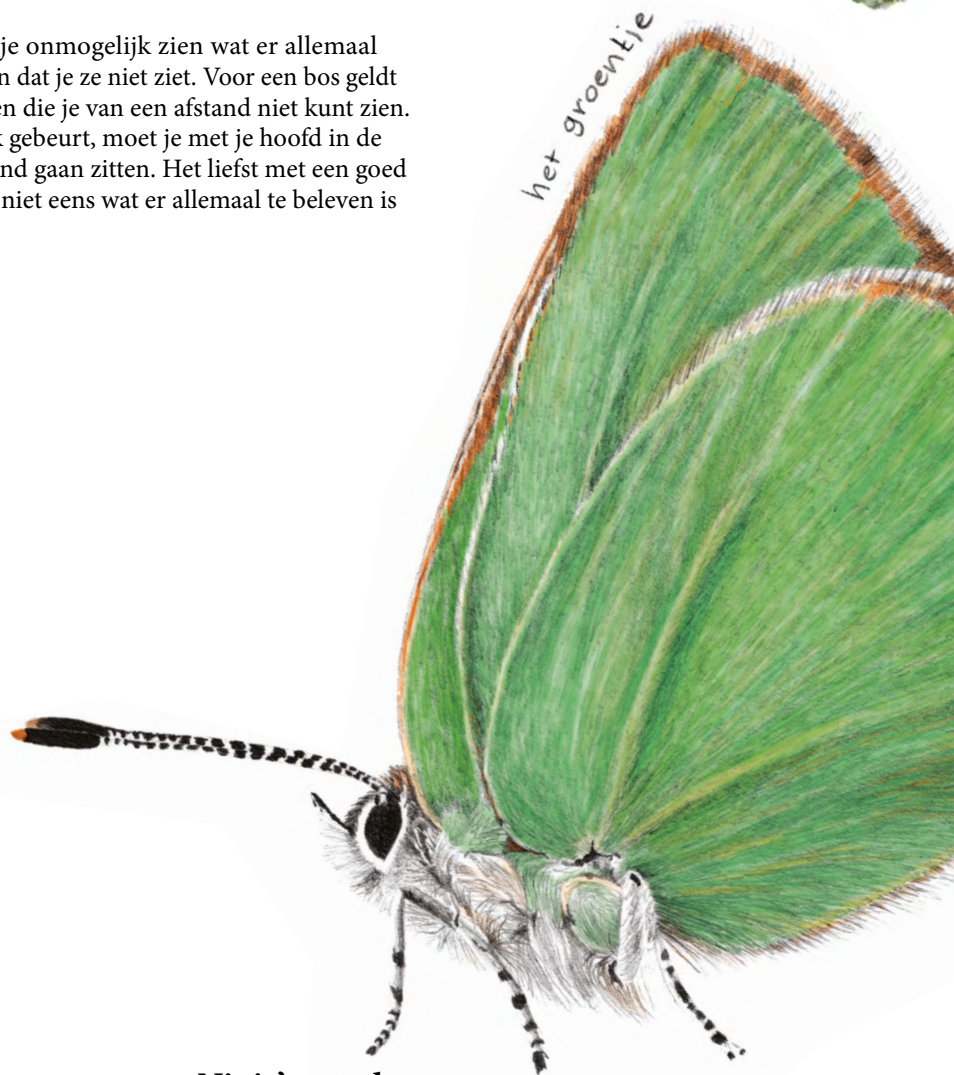 je onmogelijk zien wat er allemaal
dat je ze niet ziet. Voor een bos geldt
die je van een afstand niet kunt zien.
gebeurt, moet je met je hoofd in de
gaan zitten. Het liefst met een goed
niet eens wat er allemaal te beleven is
het groentje